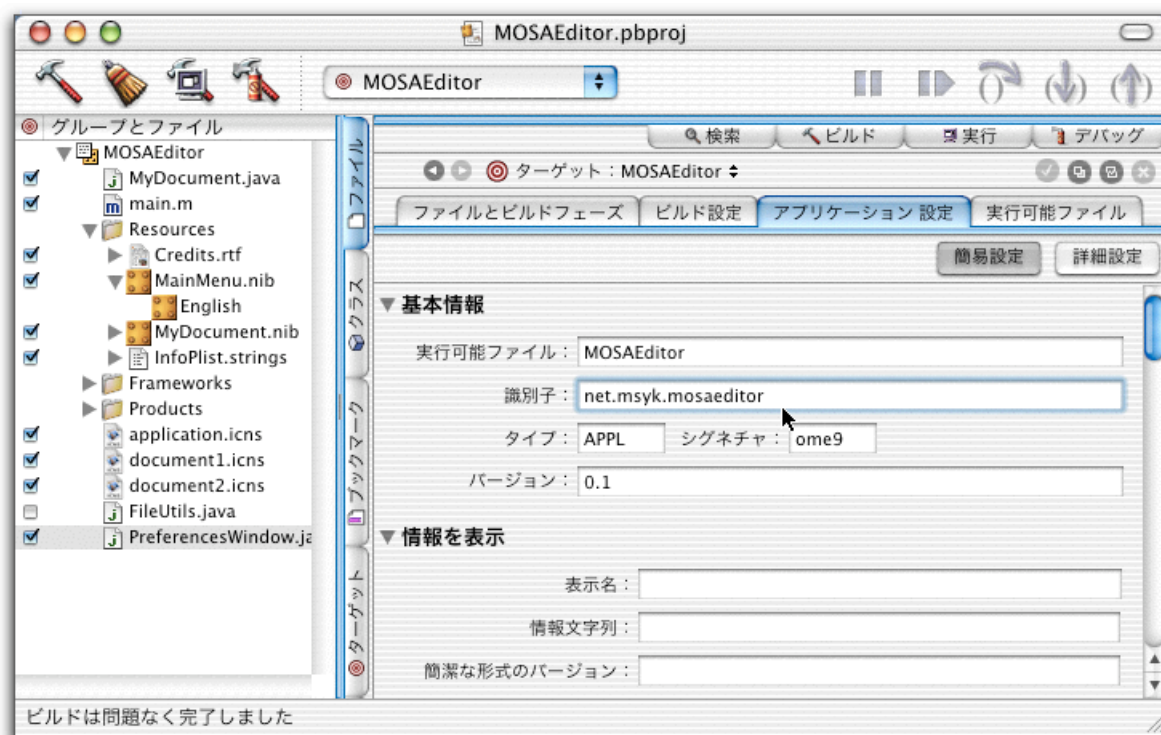 MOSAEditor.pbproj
MOSAEditor
グループとファイル
MOSAEditor
MyDocument.java
main.m
Resources
Credits.rtf
MainMenu.nib
English
MyDocument.nib
InfoPlist.strings
Frameworks
Products
application.icns
document1.icns
document2.icns
FileUtils.java
PreferencesWindow.ja
ファイル
クラス
ブックマーク
ターゲット
検索 ビルド 実行 デバッグ
ターゲット：MOSAEditor
ファイルとビルドフェーズ ビルド設定 アプリケーション 設定 実行可能ファイル
簡易設定 詳細設定
基本情報
実行可能ファイル： MOSAEditor
識別子： net.msyk.mosaeditor
タイプ： APPL シグネチャ： ome9
バージョン： 0.1
情報を表示
表示名：
情報文字列：
簡潔な形式のバージョン：
ビルドは問題なく完了しました